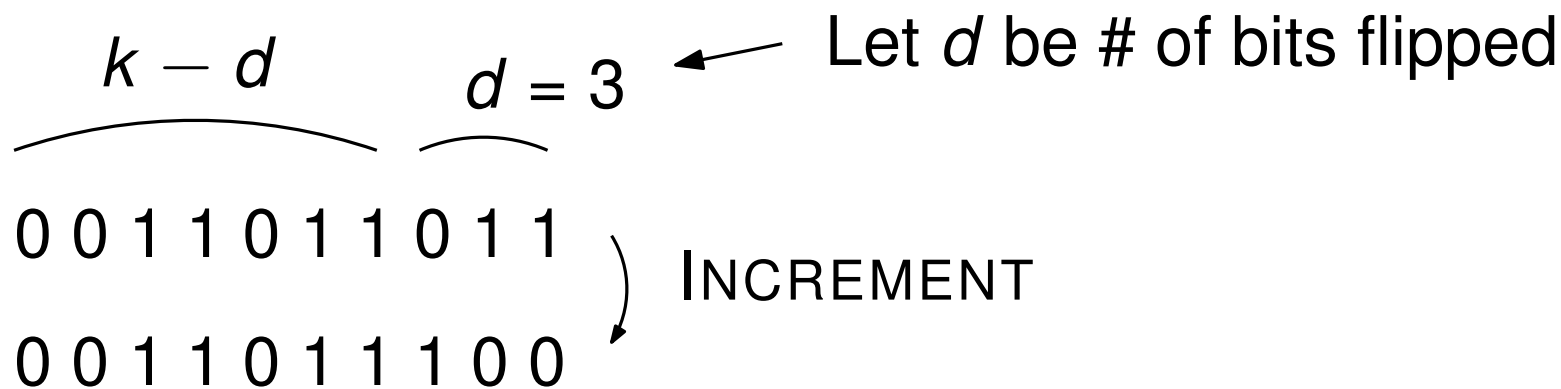 k − d
d = 3
Let d be # of bits flipped
0 0 1 1 0 1 1 0 1 1
INCREMENT
0 0 1 1 0 1 1 1 0 0